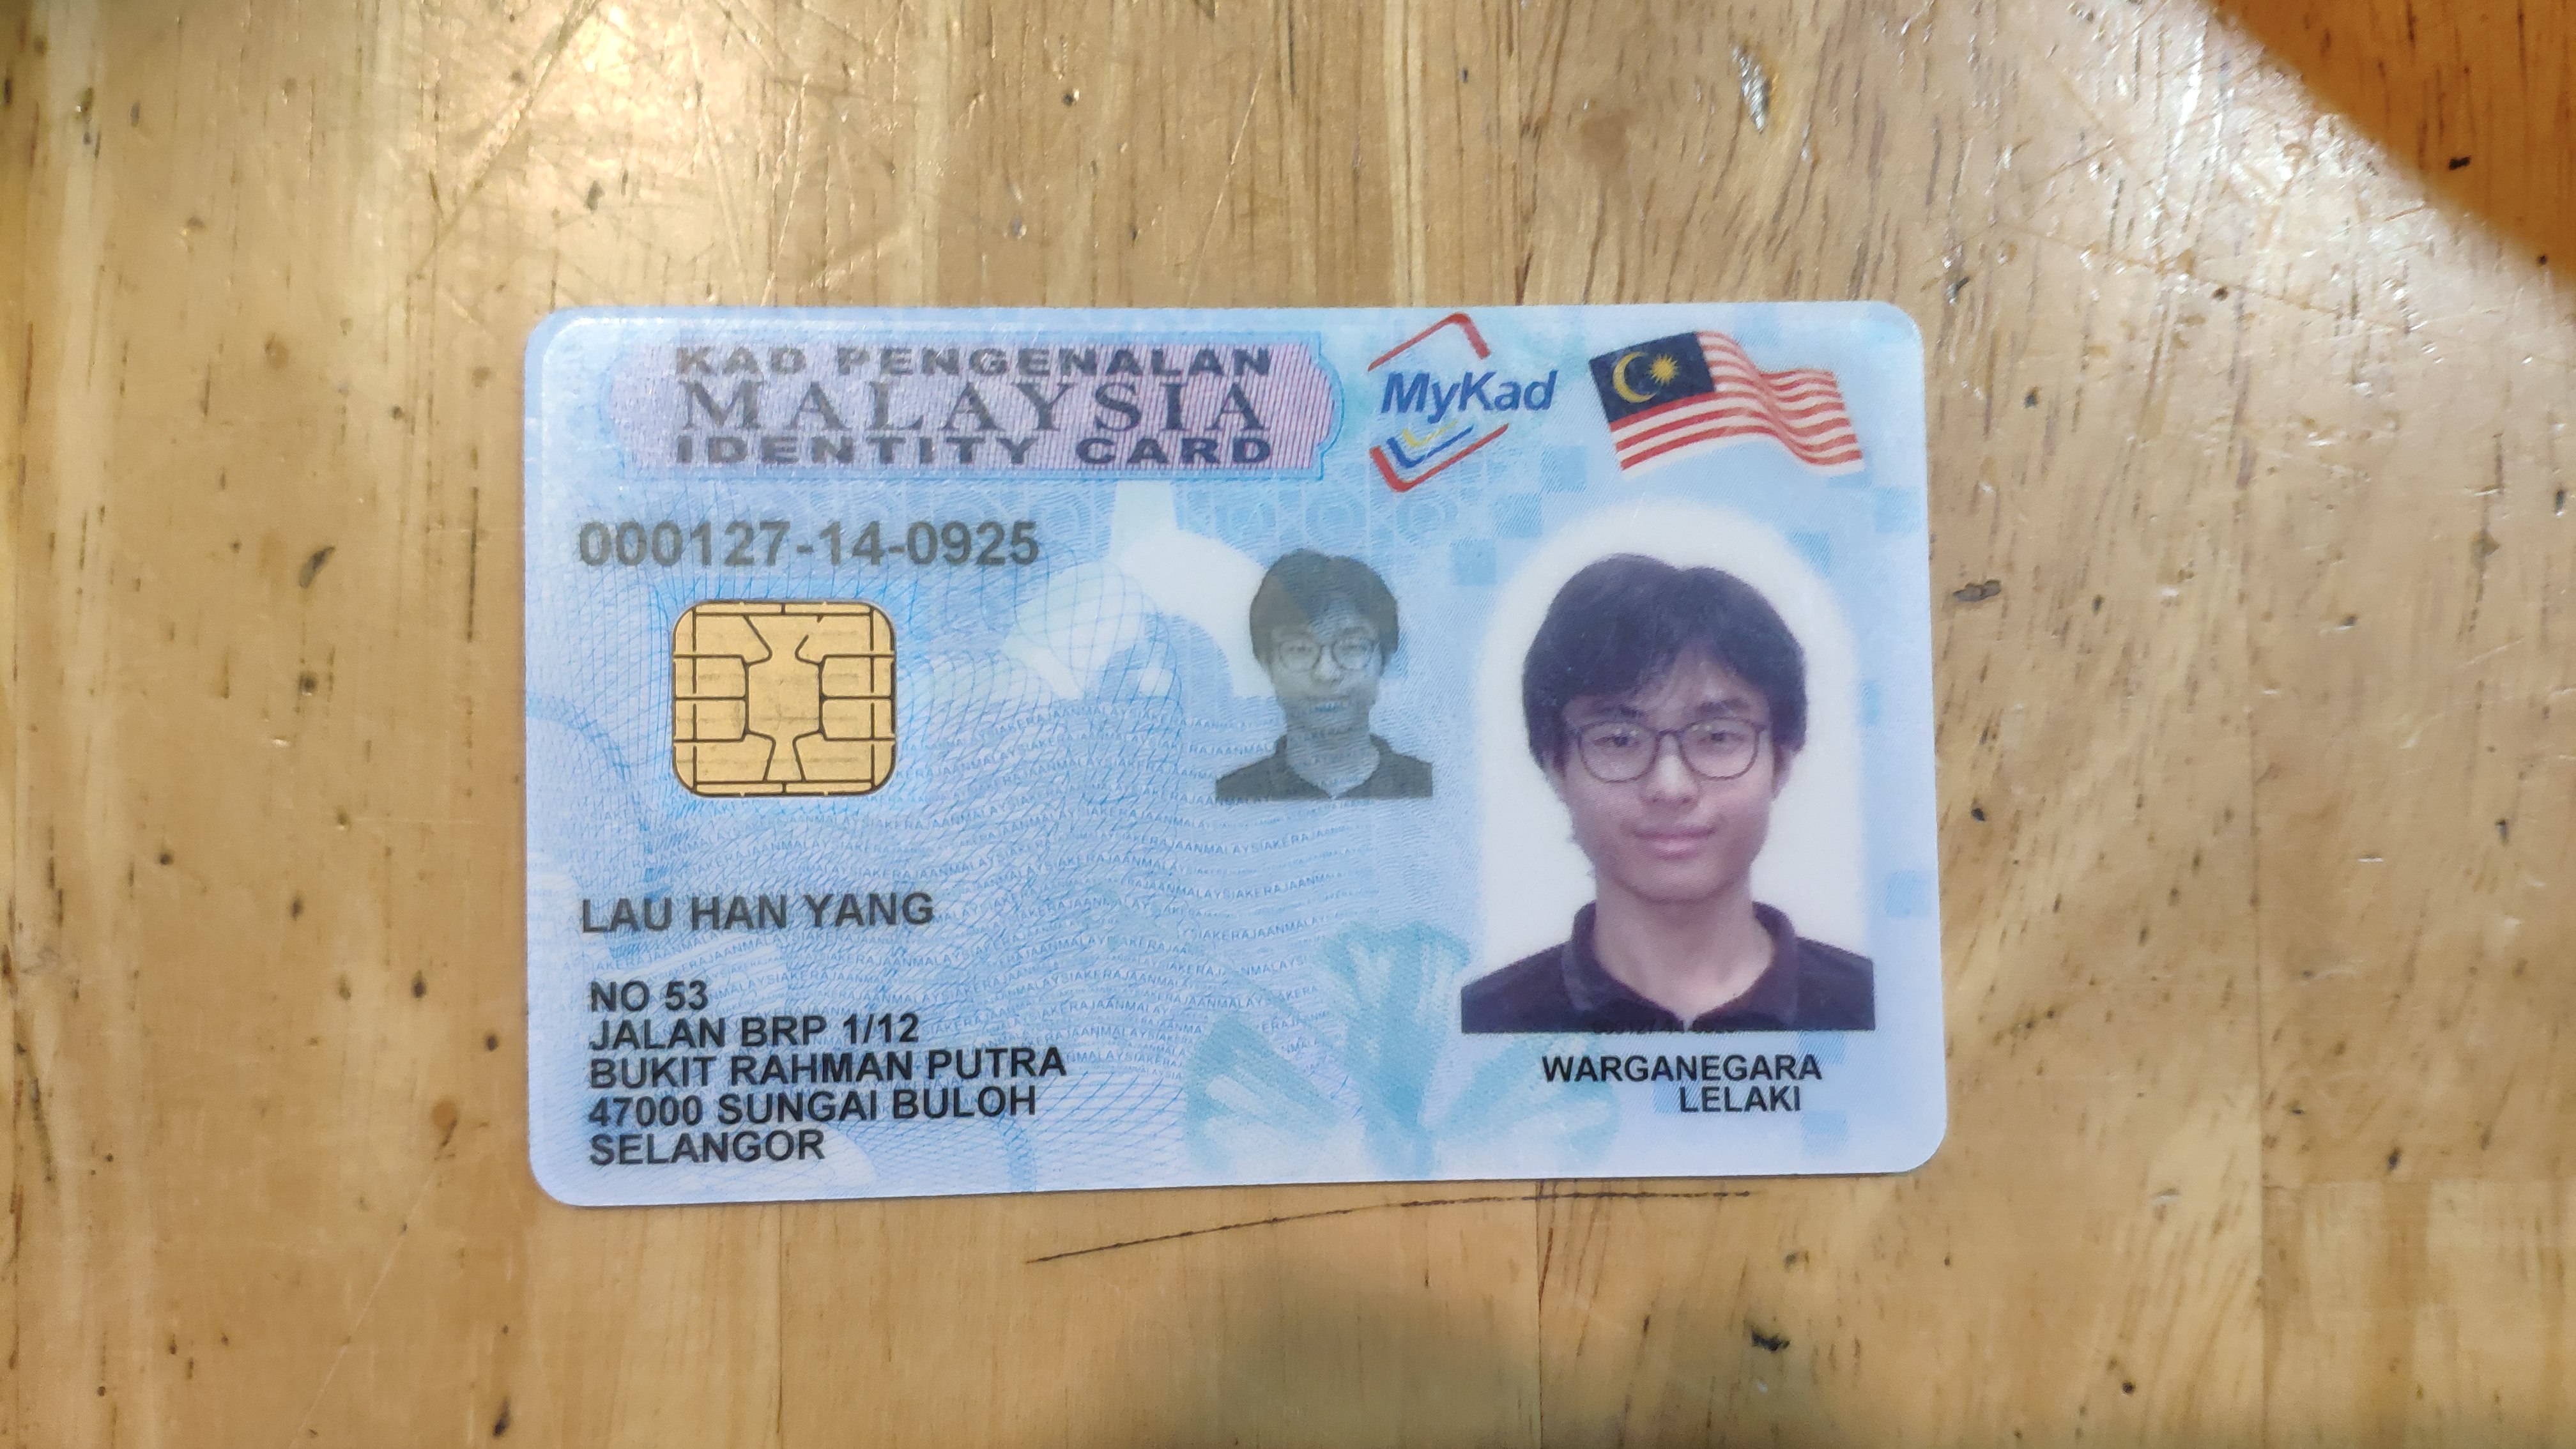 KAD PENGENALAN
MALAYSIA
IDENTITY CARD
MyKad
000127-14-0925
LAU HAN YANG
NO 53
JALAN BRP 1/12
BUKIT RAHMAN PUTRA
47000 SUNGAI BULOH
SELANGOR
WARGANEGARA
LELAKI